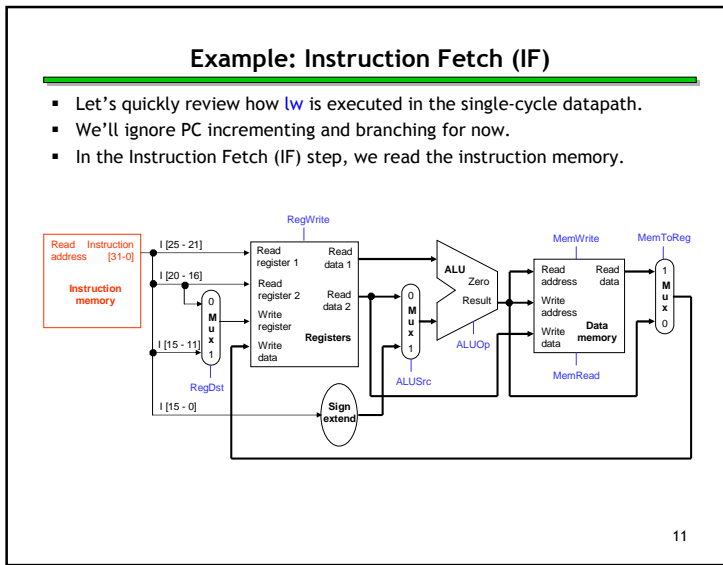 Example: Instruction Fetch (IF)
▪ Let's quickly review how lw is executed in the single-cycle datapath.
▪ We'll ignore PC incrementing and branching for now.
▪ In the Instruction Fetch (IF) step, we read the instruction memory.
Read address
Instruction [31-0]
Instruction memory
I [25 - 21]
I [20 - 16]
I [15 - 11]
I [15 - 0]
0
M
u
x
1
RegDst
RegWrite
Read register 1
Read data 1
Read register 2
Read data 2
Write register
Write data
Registers
Sign extend
0
M
u
x
1
ALUSrc
ALU
Zero
Result
ALUOp
MemWrite
Read address
Read data
Write address
Write data
Data memory
MemRead
MemToReg
1
M
u
x
0
11